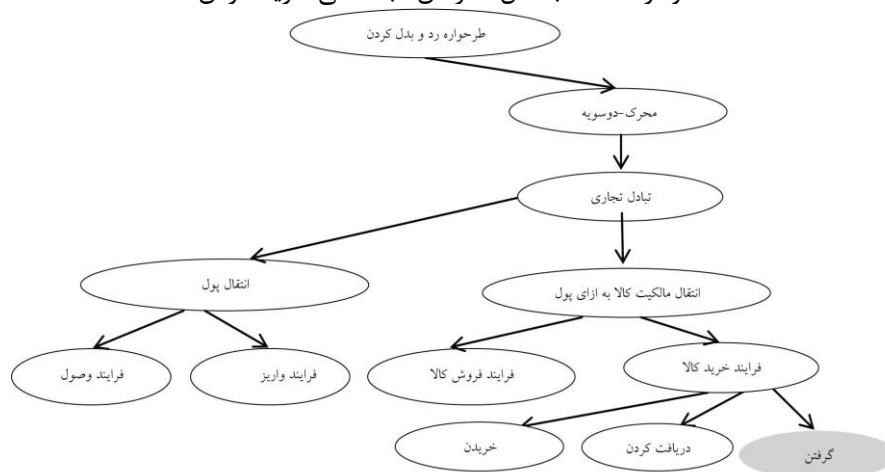 طرحواره رد و بدل کردن
محرک-دوسویه
تبادل تجاری
انتقال مالکیت کالا به ازای پول
انتقال پول
فرایند خرید کالا
فرایند فروش کالا
فرایند واریز
فرایند وصول
گرفتن
دریافت کردن
خریدن